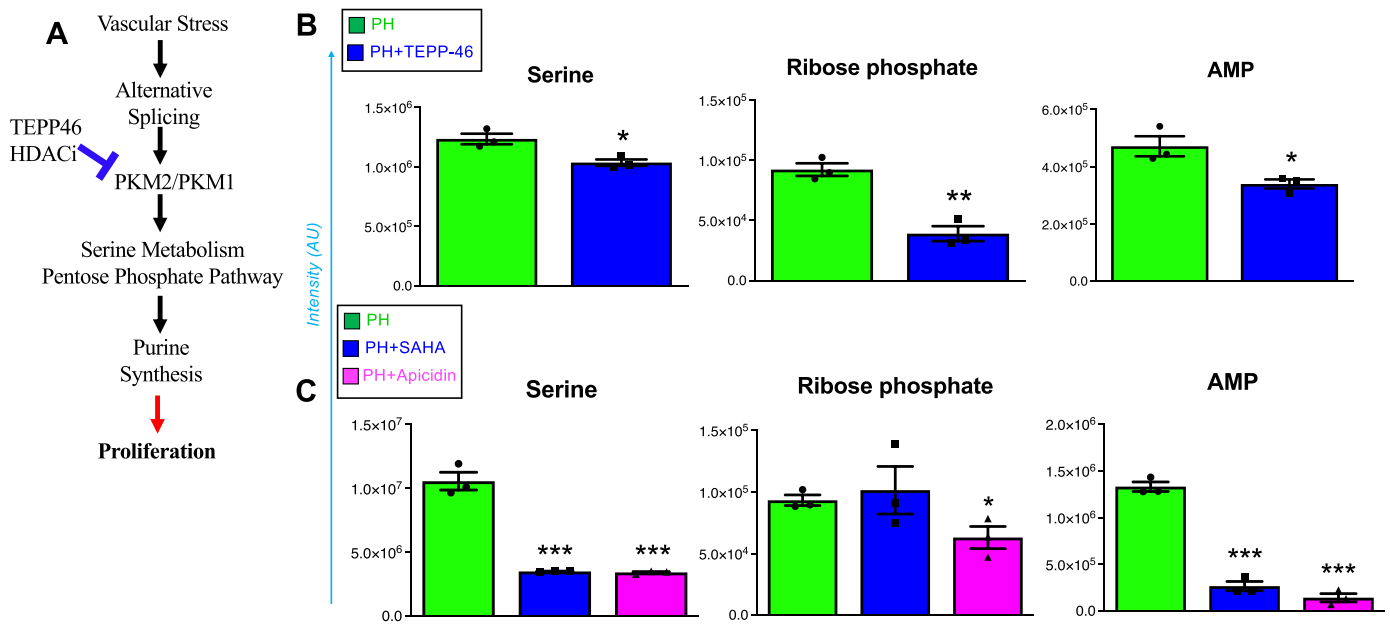 A
Vascular Stress
Alternative
Splicing
TEPP46
HDACi
PKM2/PKM1
Serine Metabolism
Pentose Phosphate Pathway
Purine
Synthesis
Proliferation
B
PH
PH+TEPP-46
Intensity (AU)
Serine
1.5×10⁶
1.0×10⁶
5.0×10⁵
0.0
*
Ribose phosphate
1.5×10⁵
1.0×10⁵
5.0×10⁴
0.0
**
AMP
6.0×10⁵
4.0×10⁵
2.0×10⁵
0.0
*
C
PH
PH+SAHA
PH+Apicidin
Serine
1.5×10⁷
1.0×10⁷
5.0×10⁶
0.0
*** ***
Ribose phosphate
1.5×10⁵
1.0×10⁵
5.0×10⁴
0.0
*
AMP
2.0×10⁶
1.5×10⁶
1.0×10⁶
5.0×10⁵
0.0
*** ***